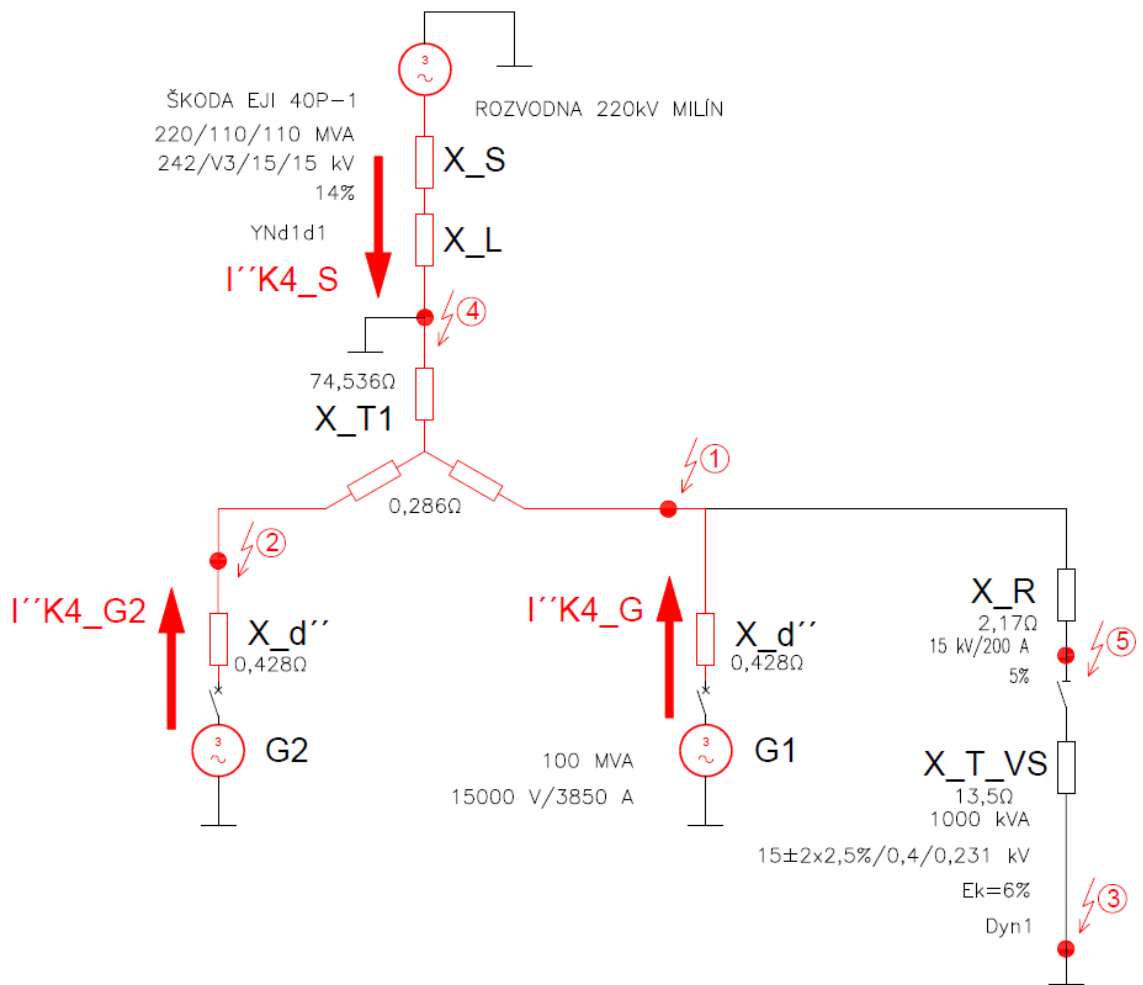 3
~
ŠKODA EJI 40P-1
ROZVODNA 220kV MILÍN
220/110/110 MVA
242/V3/15/15 kV
14%
YNd1d1
X_S
X_L
I´´K4_S
4
74,536Ω
X_T1
1
0,286Ω
2
I´´K4_G2
X_d´´
0,428Ω
I´´K4_G
X_d´´
0,428Ω
X_R
2,17Ω
15 kV/200 A
5%
5
3
~
G2
3
~
G1
100 MVA
15000 V/3850 A
X_T_VS
13,5Ω
1000 kVA
15±2x2,5%/0,4/0,231 kV
Ek=6%
Dyn1
3